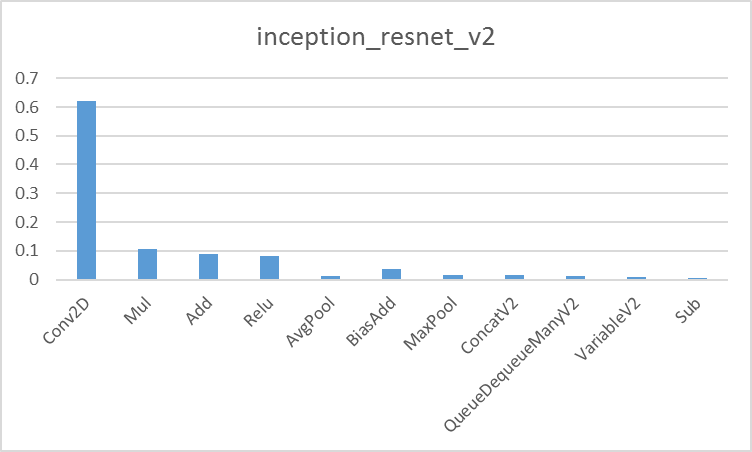 inception_resnet_v2
0.7
0.6
0.5
0.4
0.3
0.2
0.1
0
Conv2D
Mul
Add
Relu
AvgPool
BiasAdd
MaxPool
ConcatV2
QueueDequeueManyV2
VariableV2
Sub